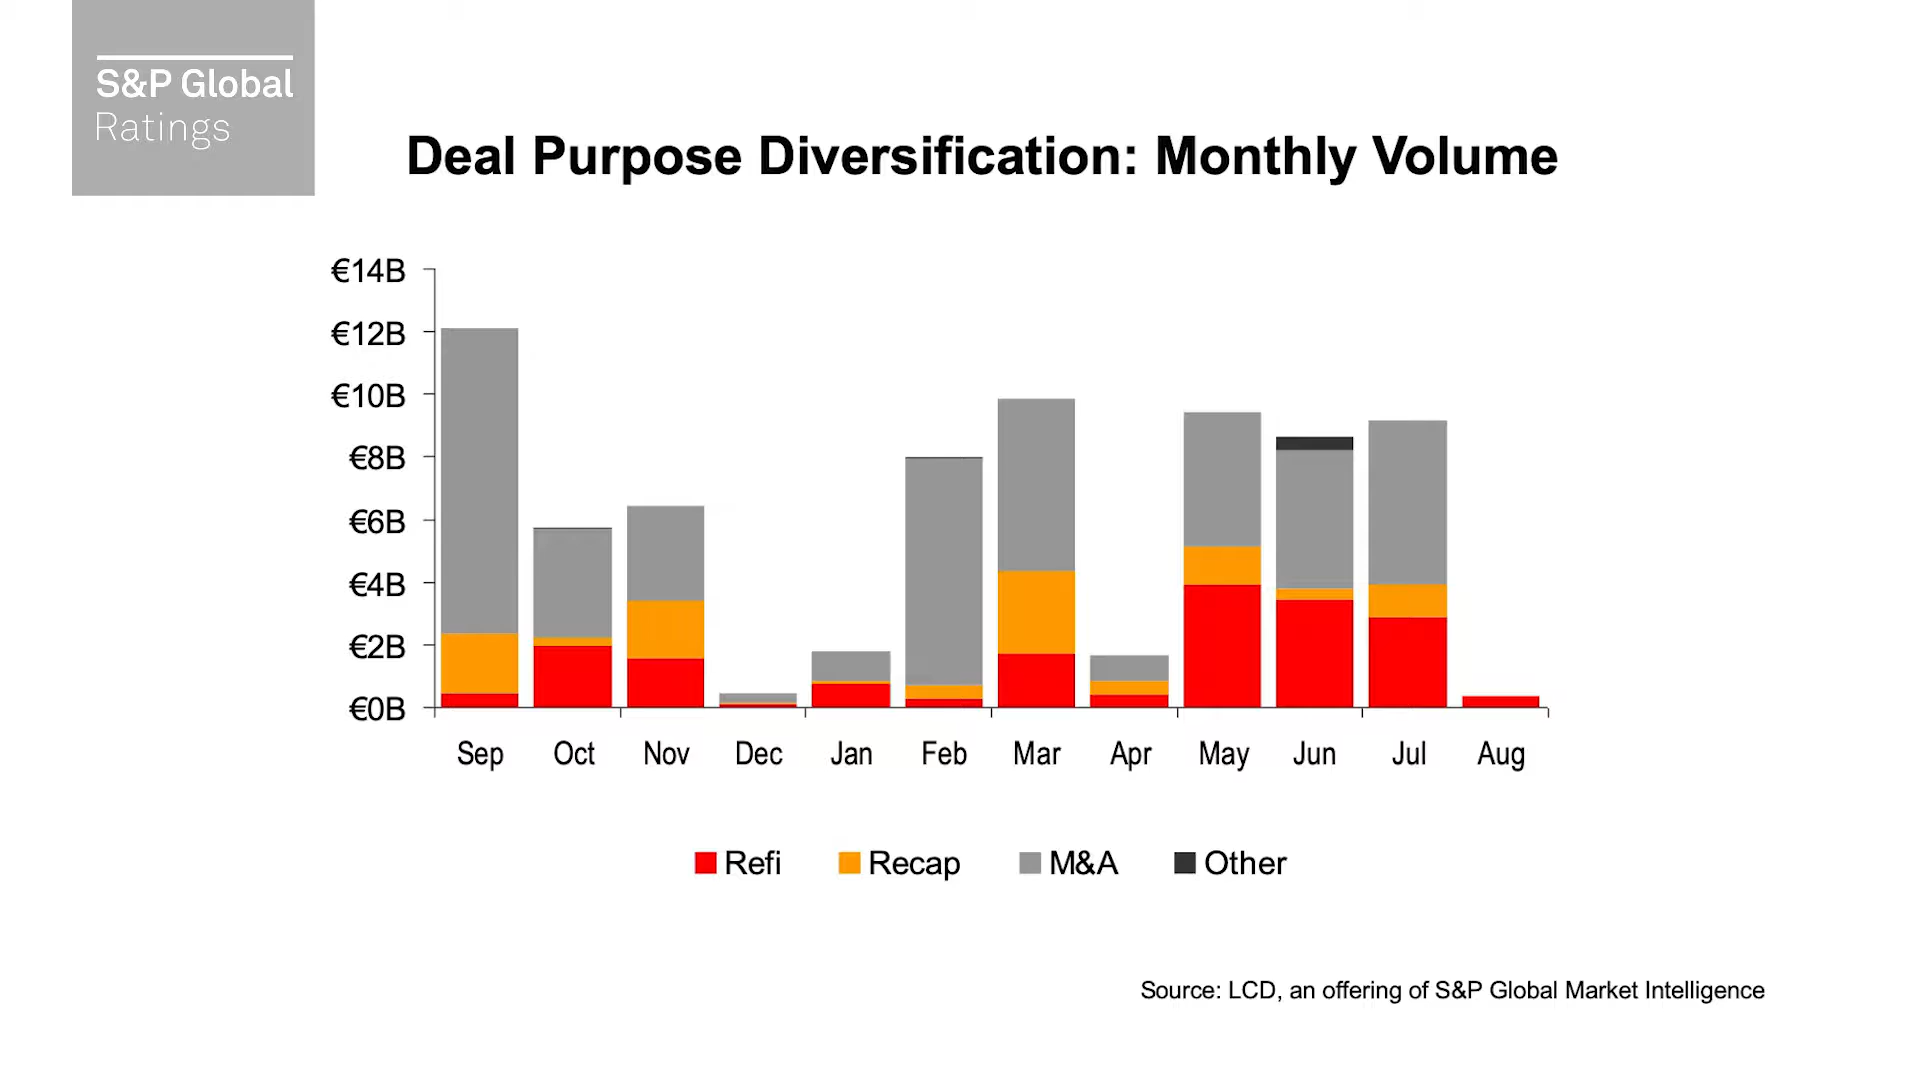 S&P Global
Ratings
Deal Purpose Diversification: Monthly Volume
€14B
€12B
€10B
€8B
€6B
€4B
€2B
€0B
Sep Oct Nov Dec Jan Feb Mar Apr May Jun Jul Aug
Refi Recap M&A Other
Source: LCD, an offering of S&P Global Market Intelligence